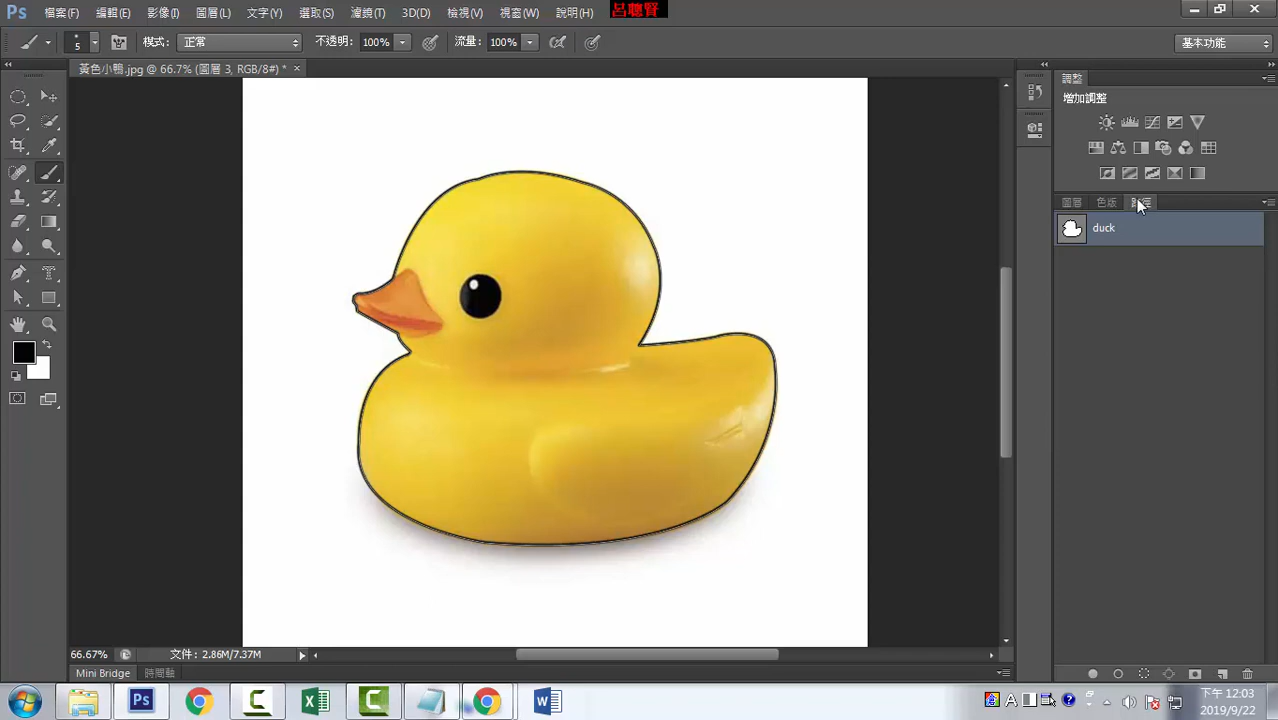 Ps 檔案(F) 編輯(E) 影像(I) 圖層(L) 文字(Y) 選取(S) 濾鏡(T) 3D(D) 檢視(V) 視窗(W) 說明(H) 呂聰賢
5 模式: 正常 不透明: 100% 流量: 100% 基本功能
黃色小鴨.jpg @ 66.7% (圖層 3, RGB/8#) * ×
調整
增加調整
圖層 色版
duck
66.67% 文件: 2.86M/7.37M
Mini Bridge 時間軸
Ps
A
下午 12:03
2019/9/22